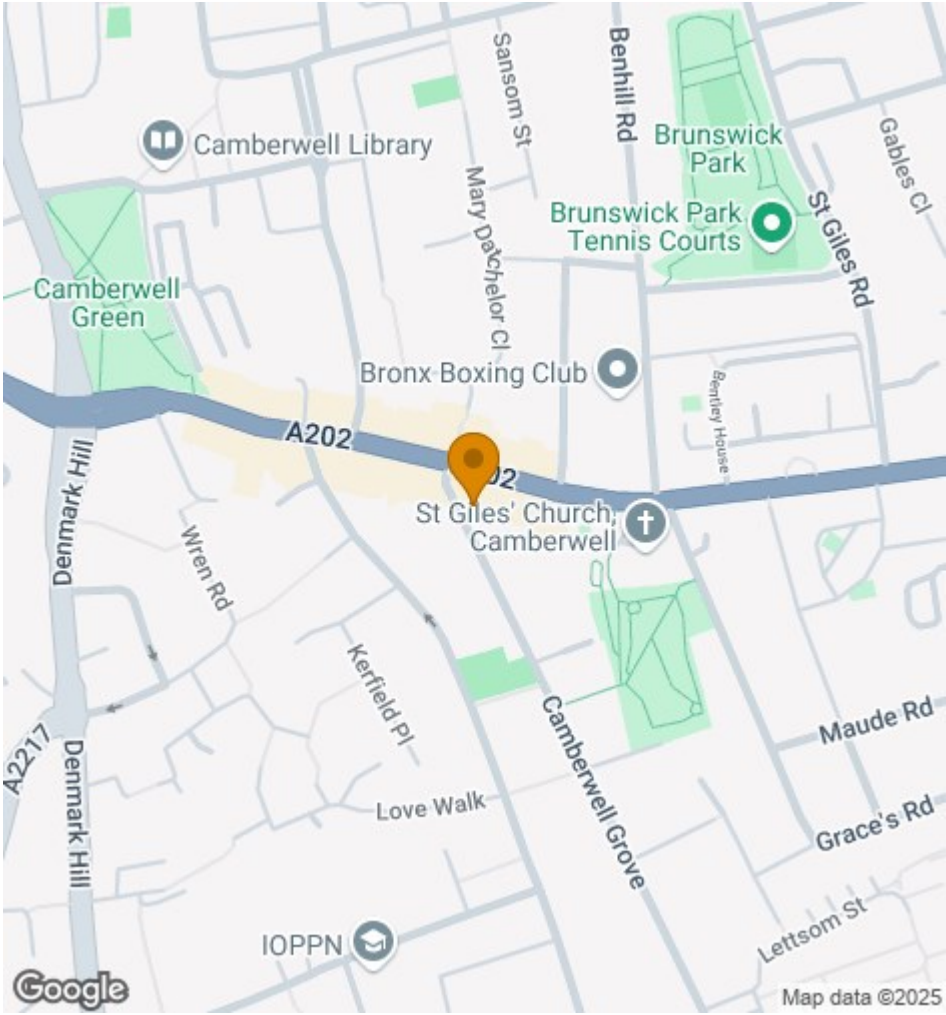 Sansom St
Benhill Rd
Camberwell Library
Brunswick
Park
Gables Cl
Mary Datchelor Cl
Brunswick Park
Tennis Courts
St Giles Rd
Camberwell
Green
Bronx Boxing Club
Bentley House
A202
02
Denmark Hill
St Giles' Church,
Camberwell
Wren Rd
Kerfield Pl
Camberwell Grove
A2217
Denmark Hill
Maude Rd
Love Walk
Grace's Rd
Lettsom St
IOPPN
Google
Map data ©2025